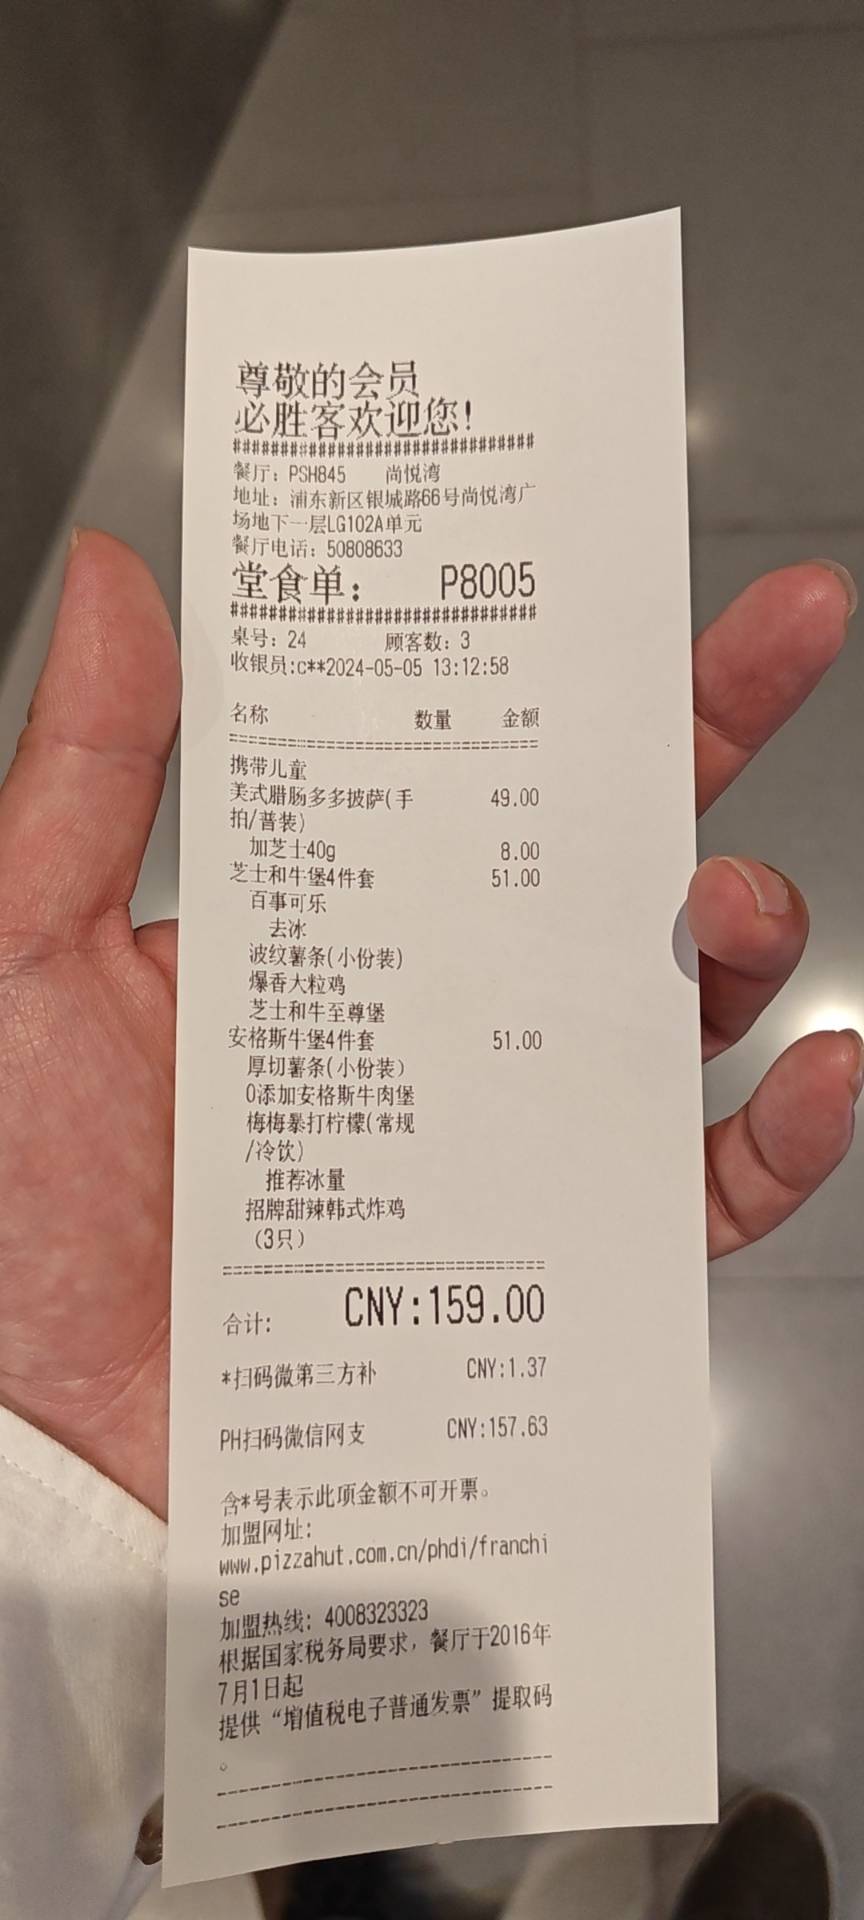 尊敬的会员
必胜客欢迎您!
################################
餐厅: PSH845 尚悦湾
地址: 浦东新区银城路66号尚悦湾广
场地下一层LG102A单元
餐厅电话: 50808633
堂食单: P8005
################################
桌号: 24 顾客数: 3
收银员:c**2024-05-05 13:12:58
名称 数量 金额
================================
携带儿童
美式腊肠多多披萨(手 49.00
拍/普装)
加芝士40g 8.00
芝士和牛堡4件套 51.00
百事可乐
去冰
波纹薯条(小份装)
爆香大粒鸡
芝士和牛至尊堡
安格斯牛堡4件套 51.00
厚切薯条(小份装)
0添加安格斯牛肉堡
梅梅暴打柠檬(常规
/冷饮)
推荐冰量
招牌甜辣韩式炸鸡
(3只)
================================
合计: CNY:159.00
*扫码微第三方补 CNY:1.37
PH扫码微信网支 CNY:157.63
含*号表示此项金额不可开票。
加盟网址:
www.pizzahut.com.cn/phdi/franchi
se
加盟热线: 4008323323
根据国家税务局要求, 餐厅于2016年
7月1日起
提供“增值税电子普通发票”提取码
。
--------------------------------
--------------------------------